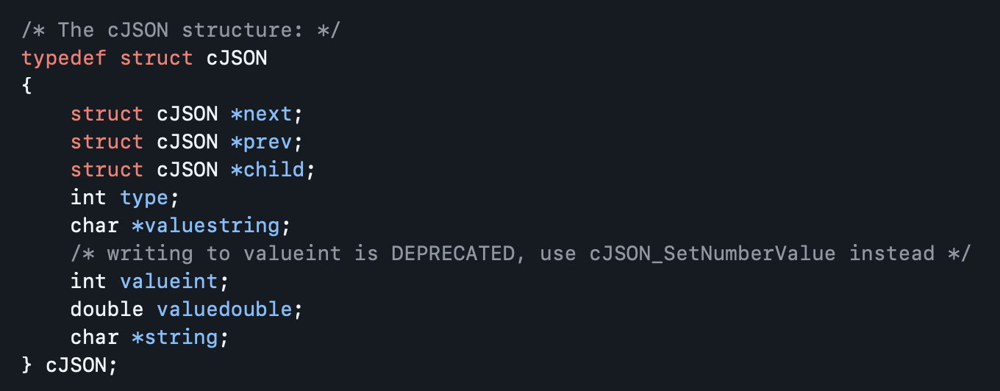 /* The cJSON structure: */
typedef struct cJSON
{
    struct cJSON *next;
    struct cJSON *prev;
    struct cJSON *child;
    int type;
    char *valuestring;
    /* writing to valueint is DEPRECATED, use cJSON_SetNumberValue instead */
    int valueint;
    double valuedouble;
    char *string;
} cJSON;